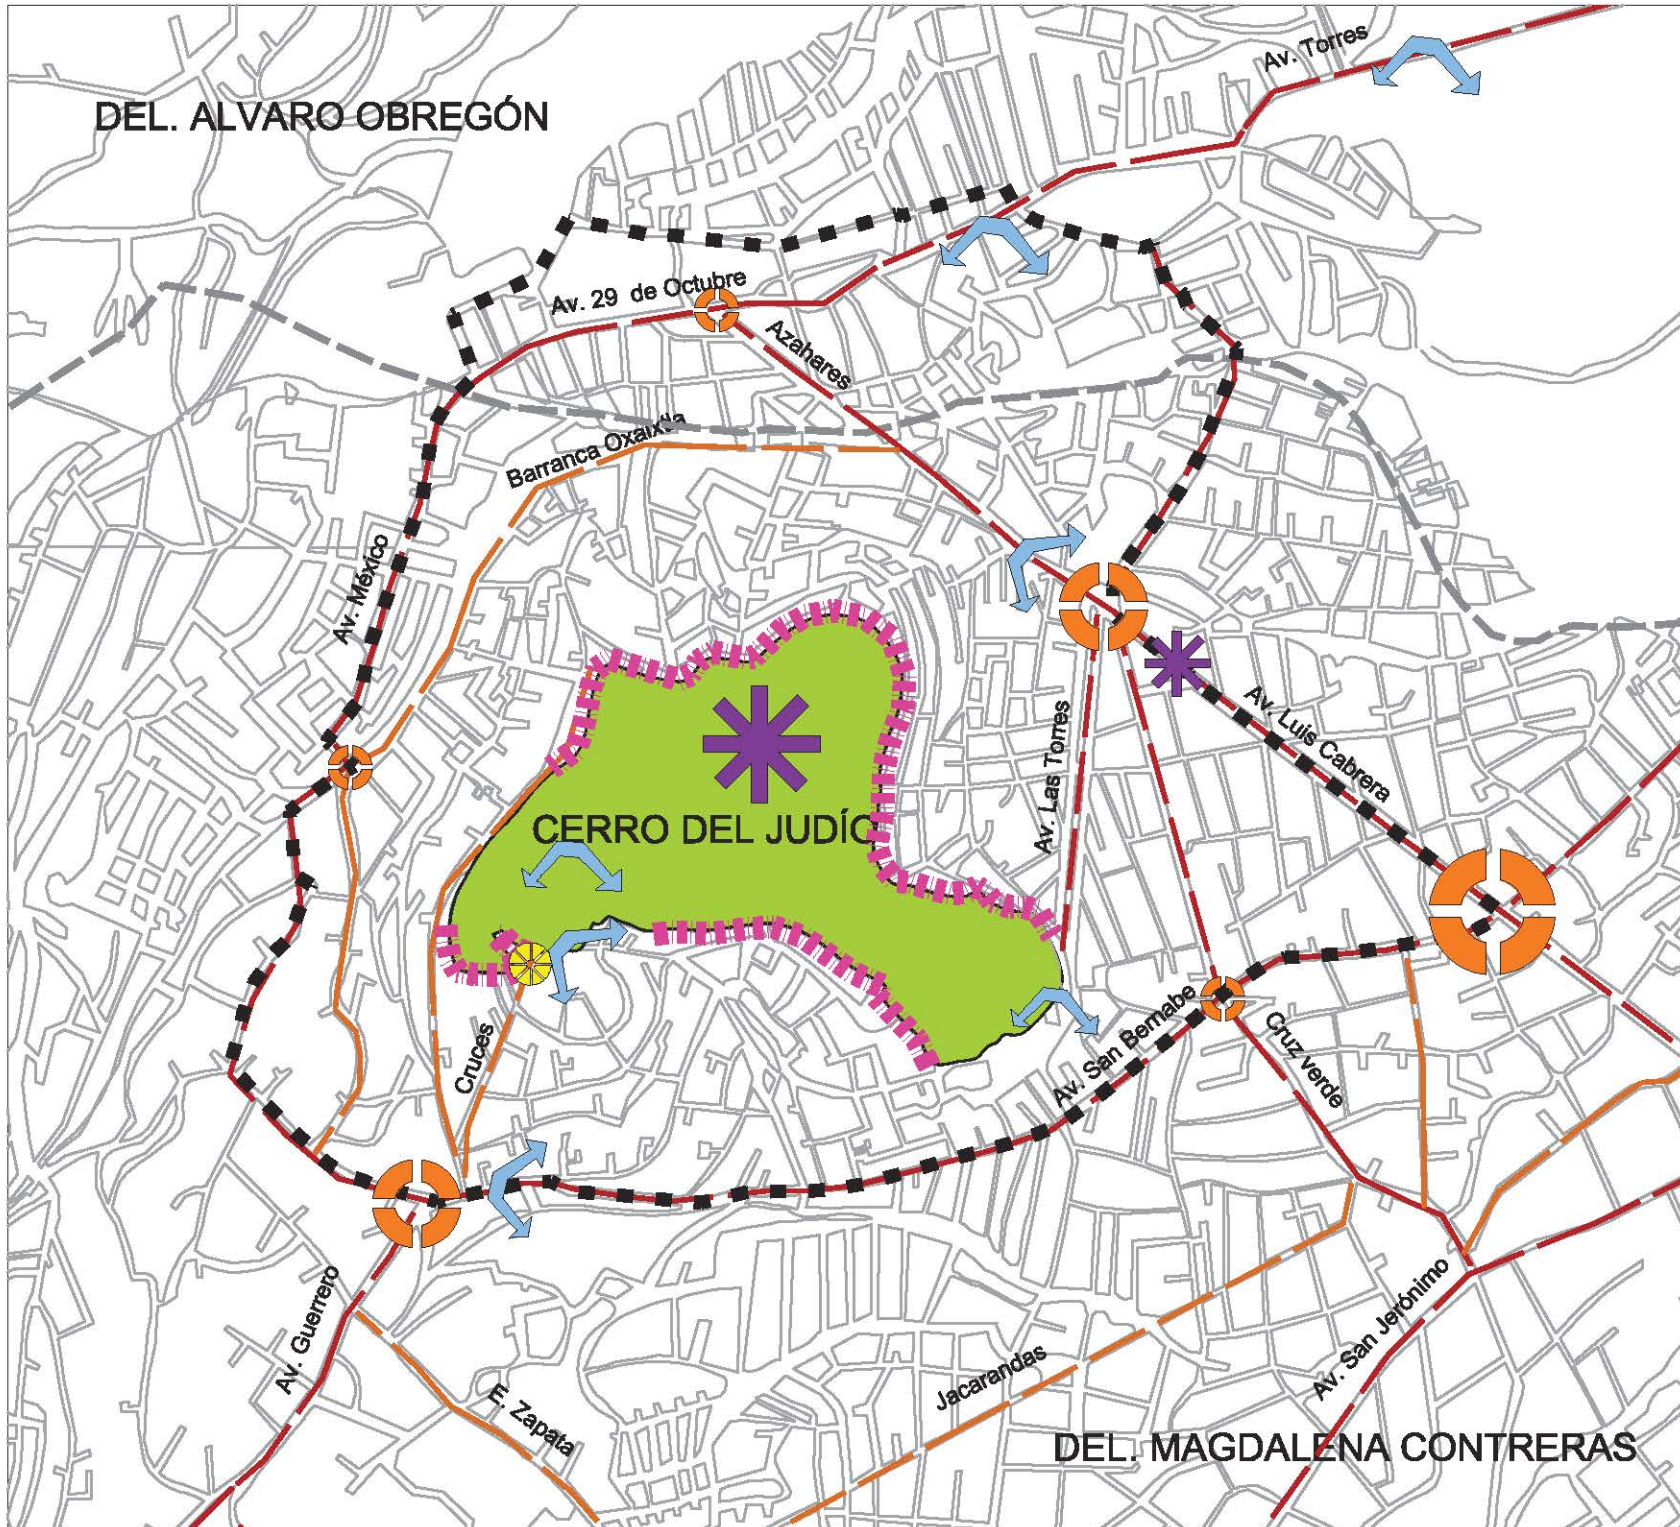 Av. Torres
DEL. ALVARO OBREGÓN
Av. 29 de Octubre
Azahares
Barranca Oxaixtla
Av. México
Av. Luis Cabrera
Av. Las Torres
CERRO DEL JUDÍO
Av. San Bernabe
Cruz verde
Cruces
Av. Guerrero
Av. San Jerónimo
Jacarandas
E. Zapata
DEL. MAGDALENA CONTRERAS